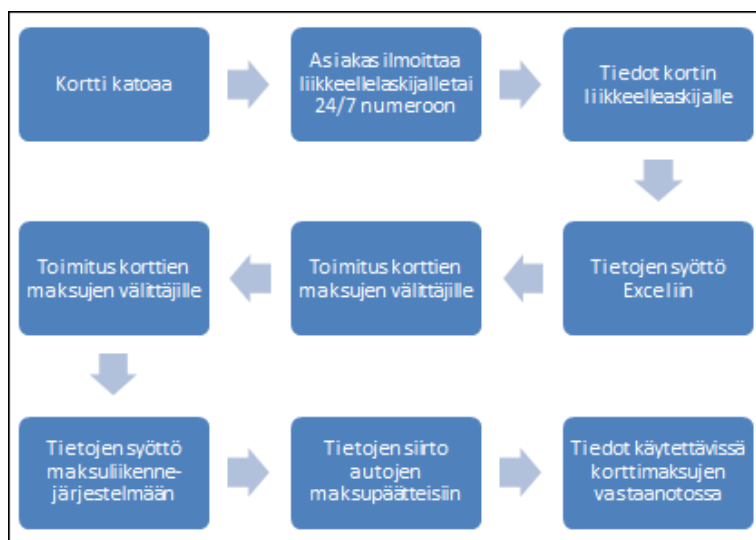 Kortti katoaa
Asiakas ilmoittaa
liikkeellelaskijalletai
24/7 numeroon
Tiedot kortin
liikkeelleaskijalle
Tietojen syöttö
Exceliin
Toimitus korttien
maksujen välittäjille
Toimitus korttien
maksujen välittäjille
Tietojen syöttö
maksuliikenne-
järjestelmään
Tietojen siirto
autojen
maksupäätteisiin
Tiedot käytettävissä
korttimaksujen
vastaanotossa